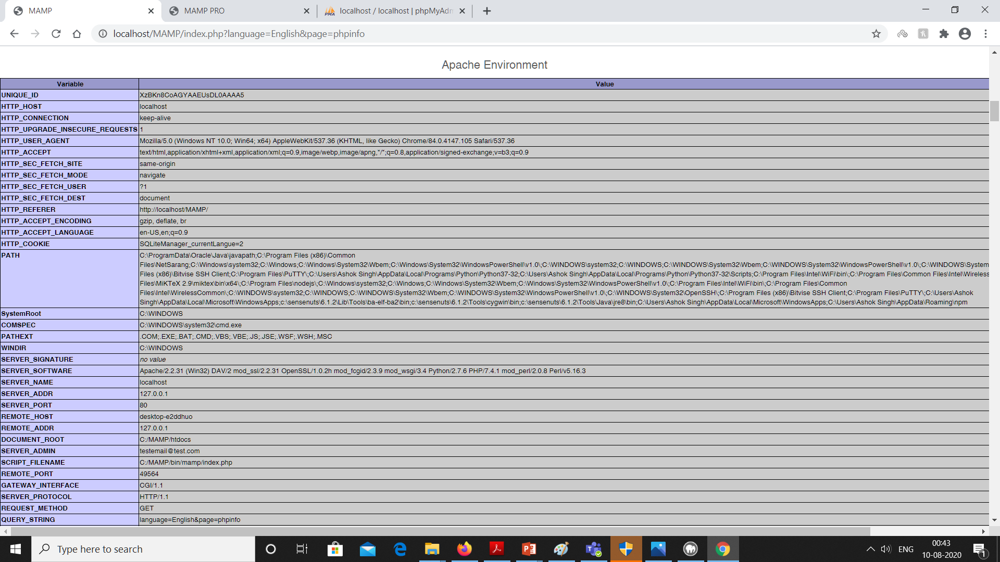 MAMP
MAMP PRO
localhost / localhost | phpMyAdm
localhost/MAMP/index.php?language=English&page=phpinfo
Apache Environment
Variable Value
UNIQUE_ID XzBKn8CoAGYAAEUsDL0AAAA5
HTTP_HOST localhost
HTTP_CONNECTION keep-alive
HTTP_UPGRADE_INSECURE_REQUESTS 1
HTTP_USER_AGENT Mozilla/5.0 (Windows NT 10.0; Win64; x64) AppleWebKit/537.36 (KHTML, like Gecko) Chrome/84.0.4147.105 Safari/537.36
HTTP_ACCEPT text/html,application/xhtml+xml,application/xml;q=0.9,image/webp,image/apng,*/*;q=0.8,application/signed-exchange;v=b3;q=0.9
HTTP_SEC_FETCH_SITE same-origin
HTTP_SEC_FETCH_MODE navigate
HTTP_SEC_FETCH_USER ?1
HTTP_SEC_FETCH_DEST document
HTTP_REFERER http://localhost/MAMP/
HTTP_ACCEPT_ENCODING gzip, deflate, br
HTTP_ACCEPT_LANGUAGE en-US,en;q=0.9
HTTP_COOKIE SQLiteManager_currentLangue=2
PATH C:\ProgramData\Oracle\Java\javapath;C:\Program Files (x86)\Common
Files\NetSarang;C:\Windows\system32;C:\Windows;C:\Windows\System32\Wbem;C:\Windows\System32\WindowsPowerShell\v1.0\;C:\WINDOWS\system32;C:\WINDOWS;C:\WINDOWS\System32\Wbem;C:\WINDOWS\System32\WindowsPowerShell\v1.0\;C:\WINDOWS\System
Files (x86)\Bitvise SSH Client;C:\Program Files\PuTTY\;C:\Users\Ashok Singh\AppData\Local\Programs\Python\Python37-32;C:\Users\Ashok Singh\AppData\Local\Programs\Python\Python37-32\Scripts;C:\Program Files\Intel\WiFi\bin\;C:\Program Files\Common Files\Intel\Wireless
Files\MiKTeX 2.9\miktex\bin\x64\;C:\Program Files\nodejs\;C:\Windows\system32;C:\Windows;C:\Windows\System32\Wbem;C:\Windows\System32\WindowsPowerShell\v1.0\;C:\Program Files\Intel\WiFi\bin\;C:\Program Files\Common
Files\Intel\WirelessCommon\;C:\WINDOWS\system32;C:\WINDOWS;C:\WINDOWS\System32\Wbem;C:\WINDOWS\System32\WindowsPowerShell\v1.0\;C:\WINDOWS\System32\OpenSSH\;C:\Program Files (x86)\Bitvise SSH Client;C:\Program Files\PuTTY\;C:\Users\Ashok
Singh\AppData\Local\Microsoft\WindowsApps;c:\sensenuts\6.1.2\Lib\Tools\ba-elf-ba2\bin;c:\sensenuts\6.1.2\Tools\cygwin\bin;c:\sensenuts\6.1.2\Tools\Java\jre8\bin;C:\Users\Ashok Singh\AppData\Local\Microsoft\WindowsApps;C:\Users\Ashok Singh\AppData\Roaming\npm
SystemRoot C:\WINDOWS
COMSPEC C:\WINDOWS\system32\cmd.exe
PATHEXT .COM;.EXE;.BAT;.CMD;.VBS;.VBE;.JS;.JSE;.WSF;.WSH;.MSC
WINDIR C:\WINDOWS
SERVER_SIGNATURE no value
SERVER_SOFTWARE Apache/2.2.31 (Win32) DAV/2 mod_ssl/2.2.31 OpenSSL/1.0.2h mod_fcgid/2.3.9 mod_wsgi/3.4 Python/2.7.6 PHP/7.4.1 mod_perl/2.0.8 Perl/v5.16.3
SERVER_NAME localhost
SERVER_ADDR 127.0.0.1
SERVER_PORT 80
REMOTE_HOST desktop-e2ddhuo
REMOTE_ADDR 127.0.0.1
DOCUMENT_ROOT C:/MAMP/htdocs
SERVER_ADMIN testemail@test.com
SCRIPT_FILENAME C:/MAMP/bin/mamp/index.php
REMOTE_PORT 49564
GATEWAY_INTERFACE CGI/1.1
SERVER_PROTOCOL HTTP/1.1
REQUEST_METHOD GET
QUERY_STRING language=English&page=phpinfo
Type here to search
ENG
00:43
10-08-2020
1